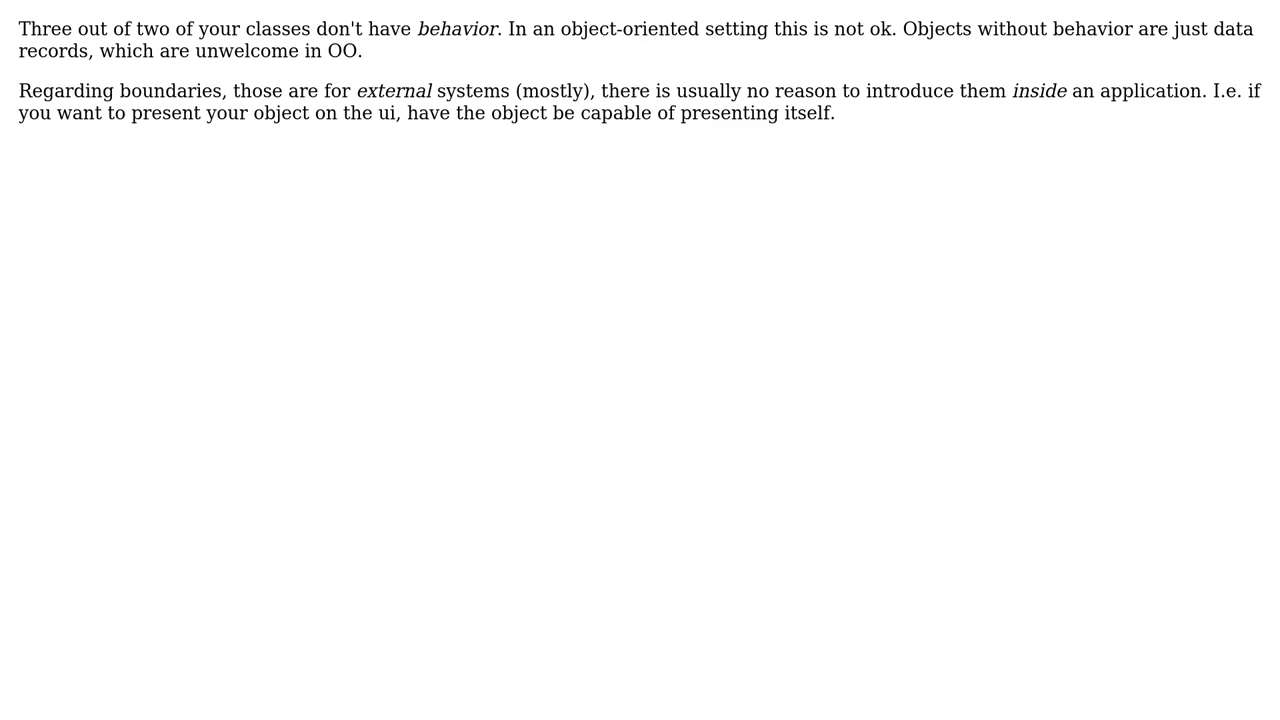 Three out of two of your classes don't have behavior. In an object-oriented setting this is not ok. Objects without behavior are just data
records, which are unwelcome in OO.
Regarding boundaries, those are for external systems (mostly), there is usually no reason to introduce them inside an application. I.e. if
you want to present your object on the ui, have the object be capable of presenting itself.